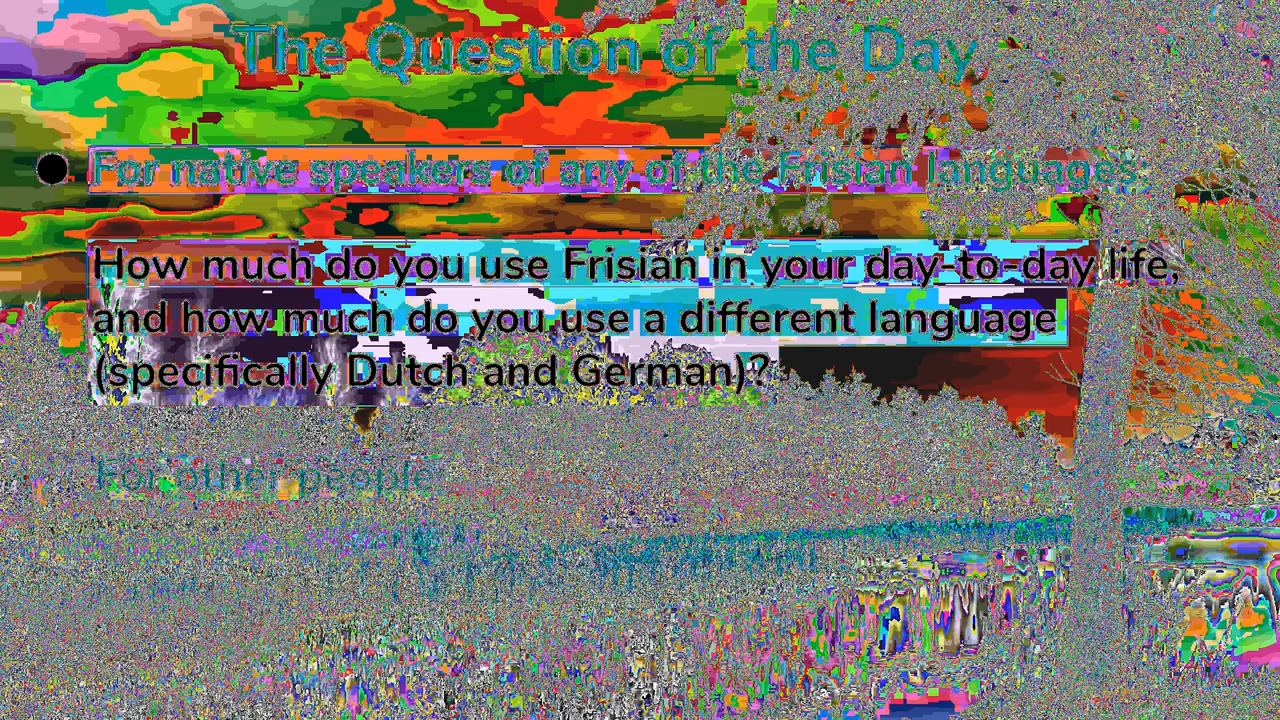 The Question of the Day
For native speakers of any of the Frisian languages:
How much do you use Frisian in your day-to-day life,
and how much do you use a different language
(specifically Dutch and German)?
For other people